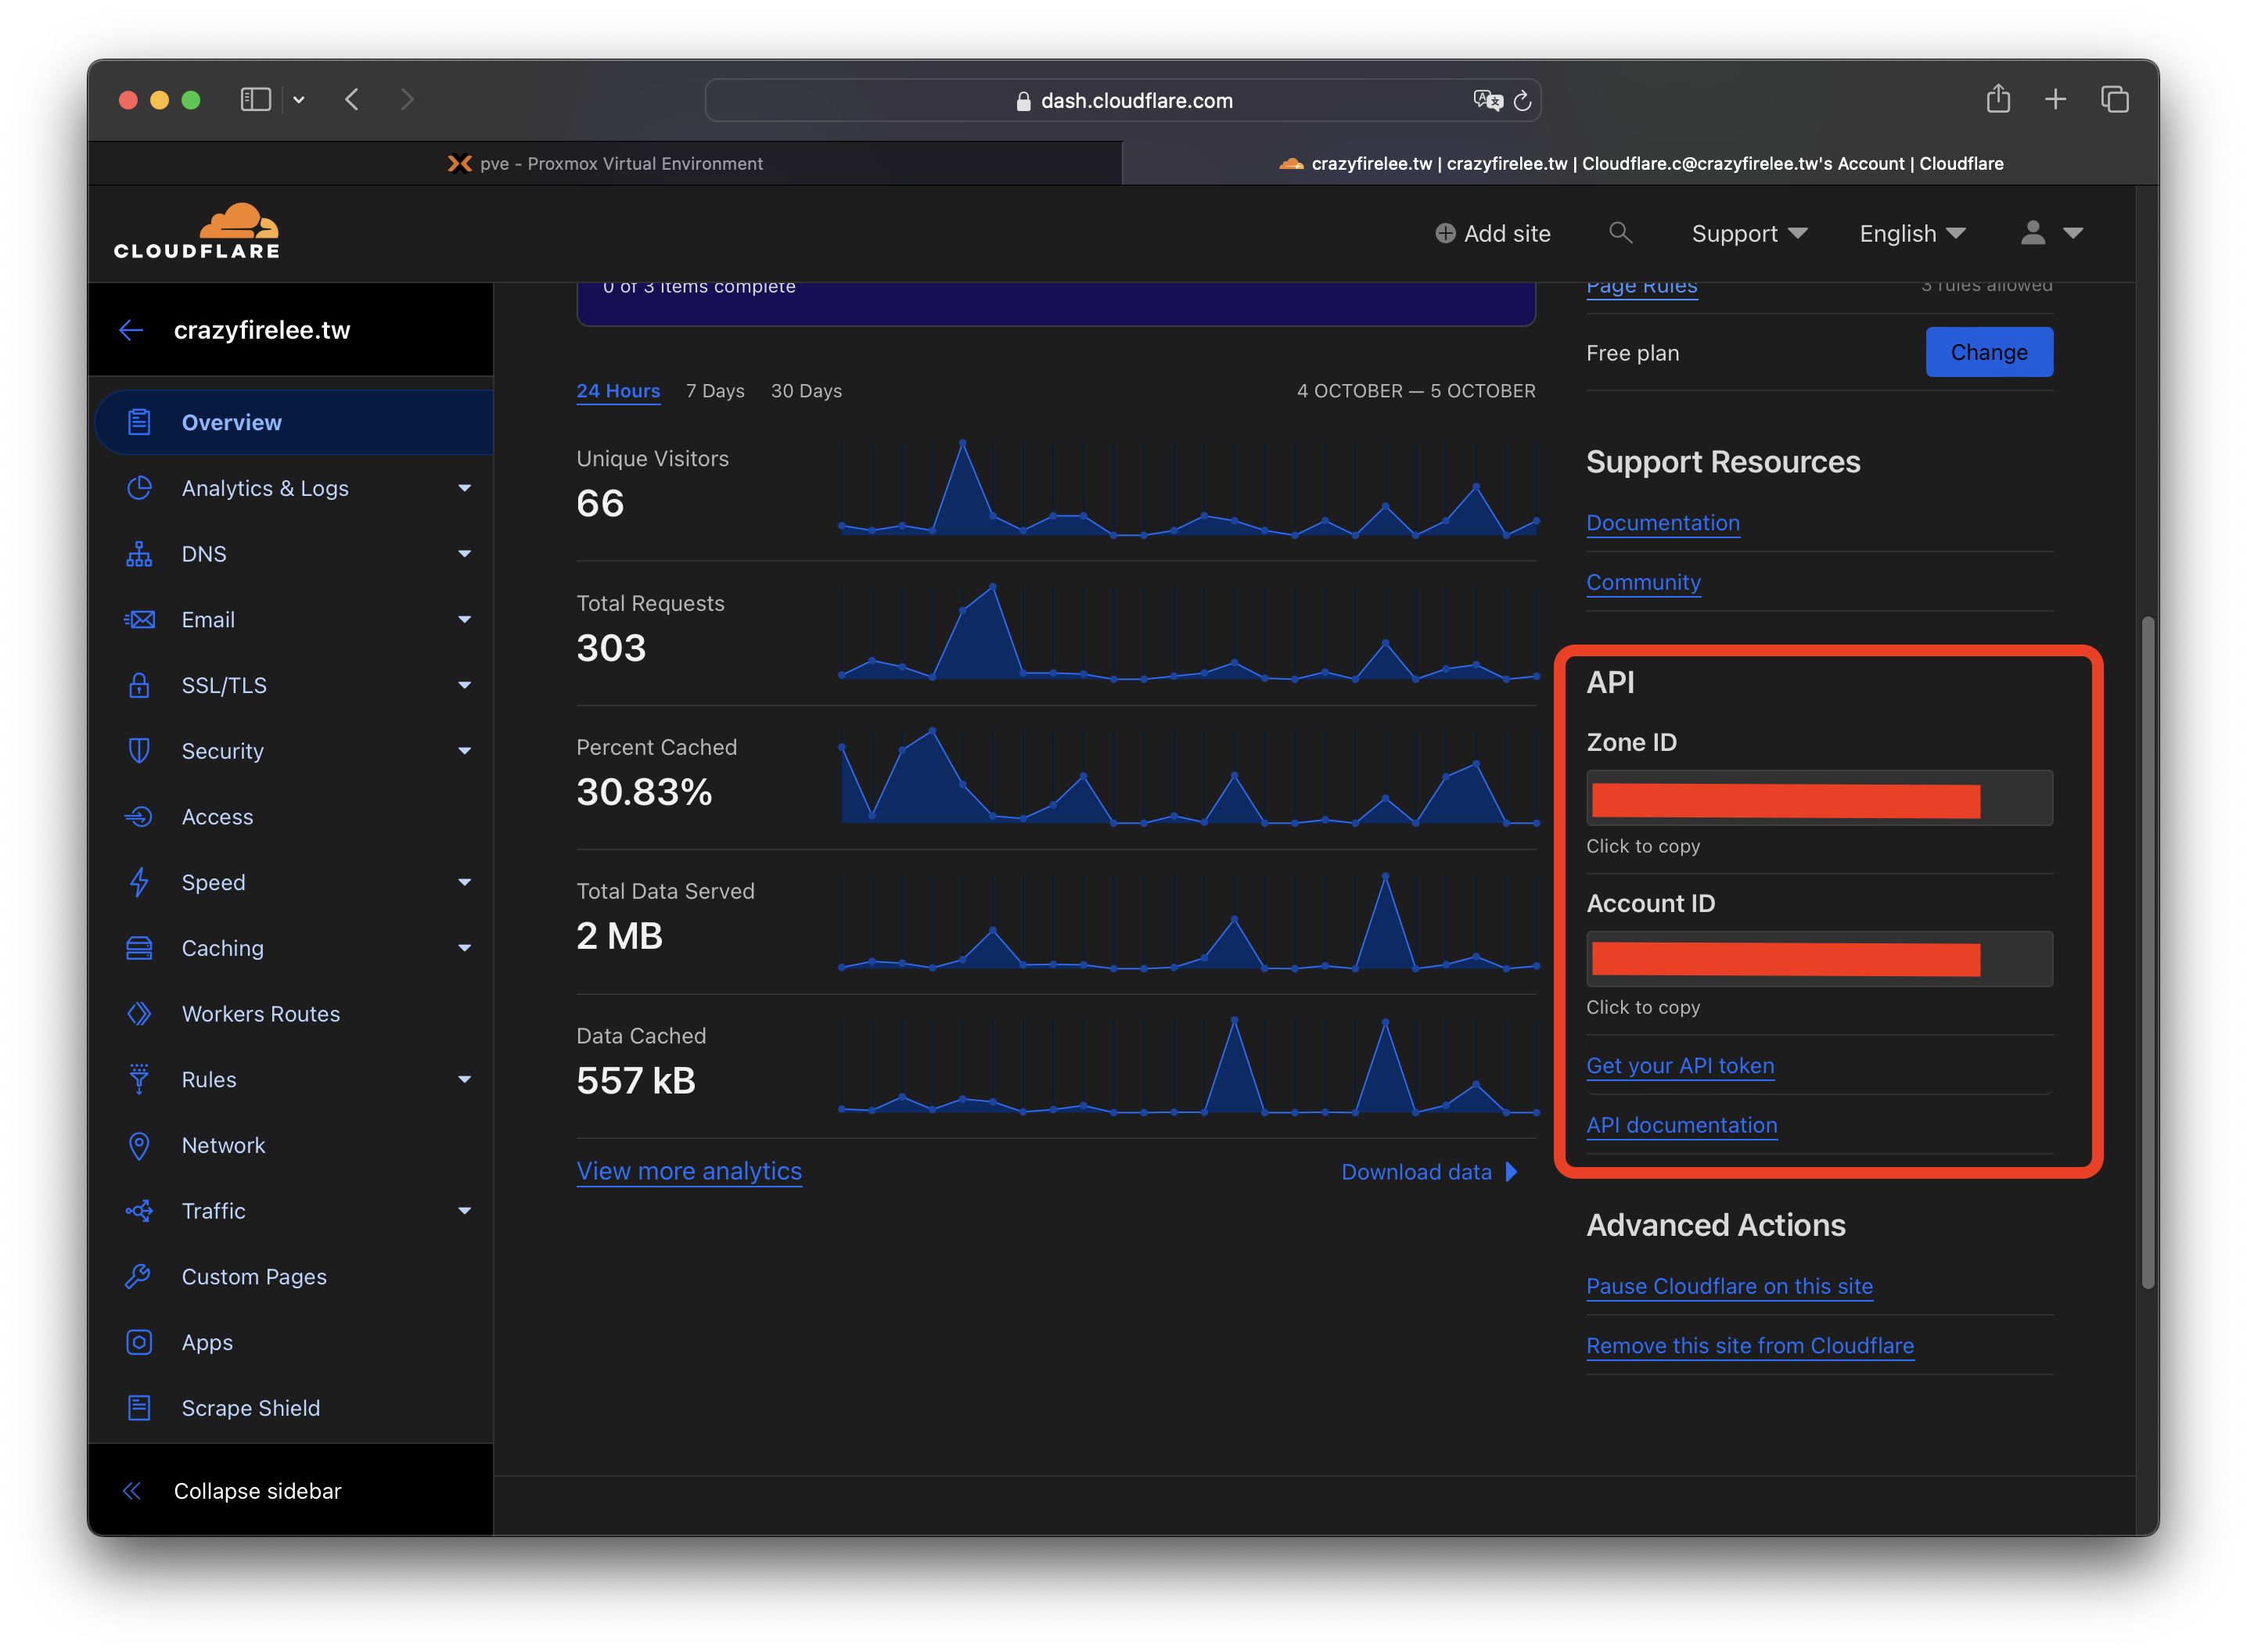 dash.cloudflare.com
pve - Proxmox Virtual Environment
crazyfirelee.tw | crazyfirelee.tw | Cloudflare.c@crazyfirelee.tw's Account | Cloudflare
CLOUDFLARE
Add site
Support
English
crazyfirelee.tw
Overview
Analytics & Logs
DNS
Email
SSL/TLS
Security
Access
Speed
Caching
Workers Routes
Rules
Network
Traffic
Custom Pages
Apps
Scrape Shield
Collapse sidebar
0 of 3 items complete
24 Hours 7 Days 30 Days 4 OCTOBER — 5 OCTOBER
Unique Visitors
66
Total Requests
303
Percent Cached
30.83%
Total Data Served
2 MB
Data Cached
557 kB
View more analytics
Download data
Page Rules 3 rules allowed
Free plan Change
Support Resources
Documentation
Community
API
Zone ID
Click to copy
Account ID
Click to copy
Get your API token
API documentation
Advanced Actions
Pause Cloudflare on this site
Remove this site from Cloudflare